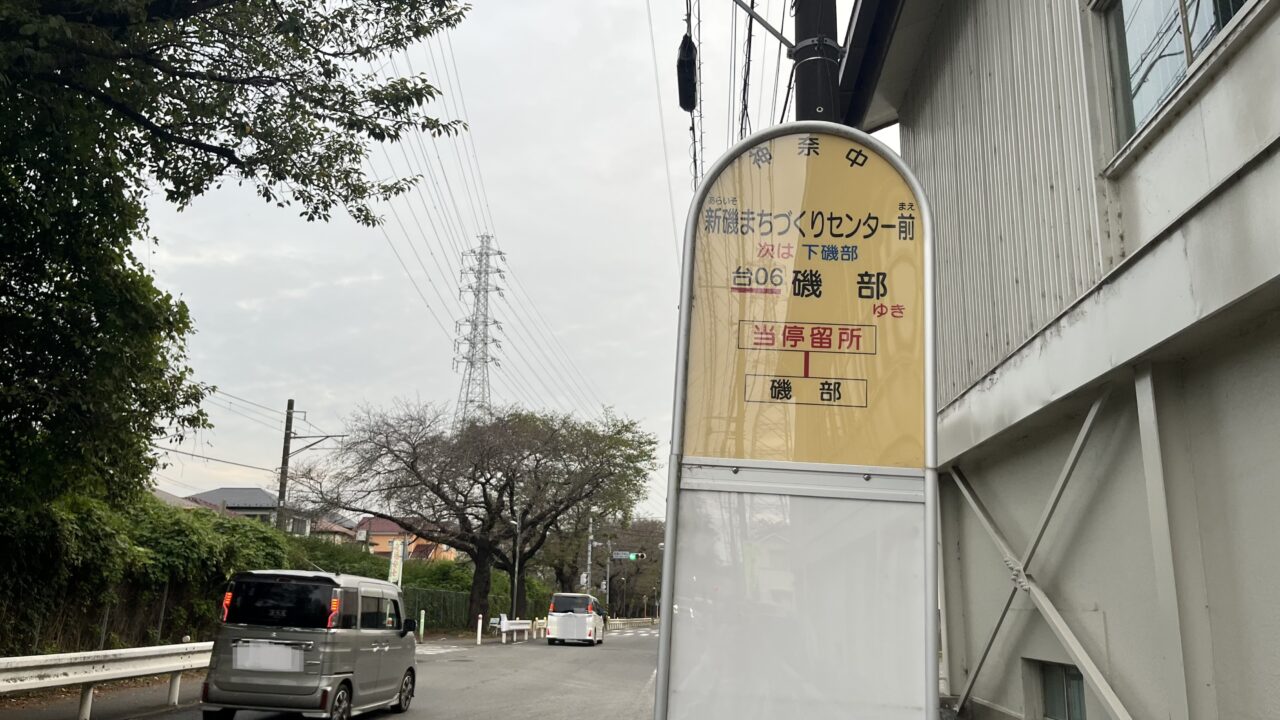 神奈中
あらいそ まえ
新磯まちづくりセンター前
次は 下磯部
台06 磯部
ゆき
当停留所
磯部